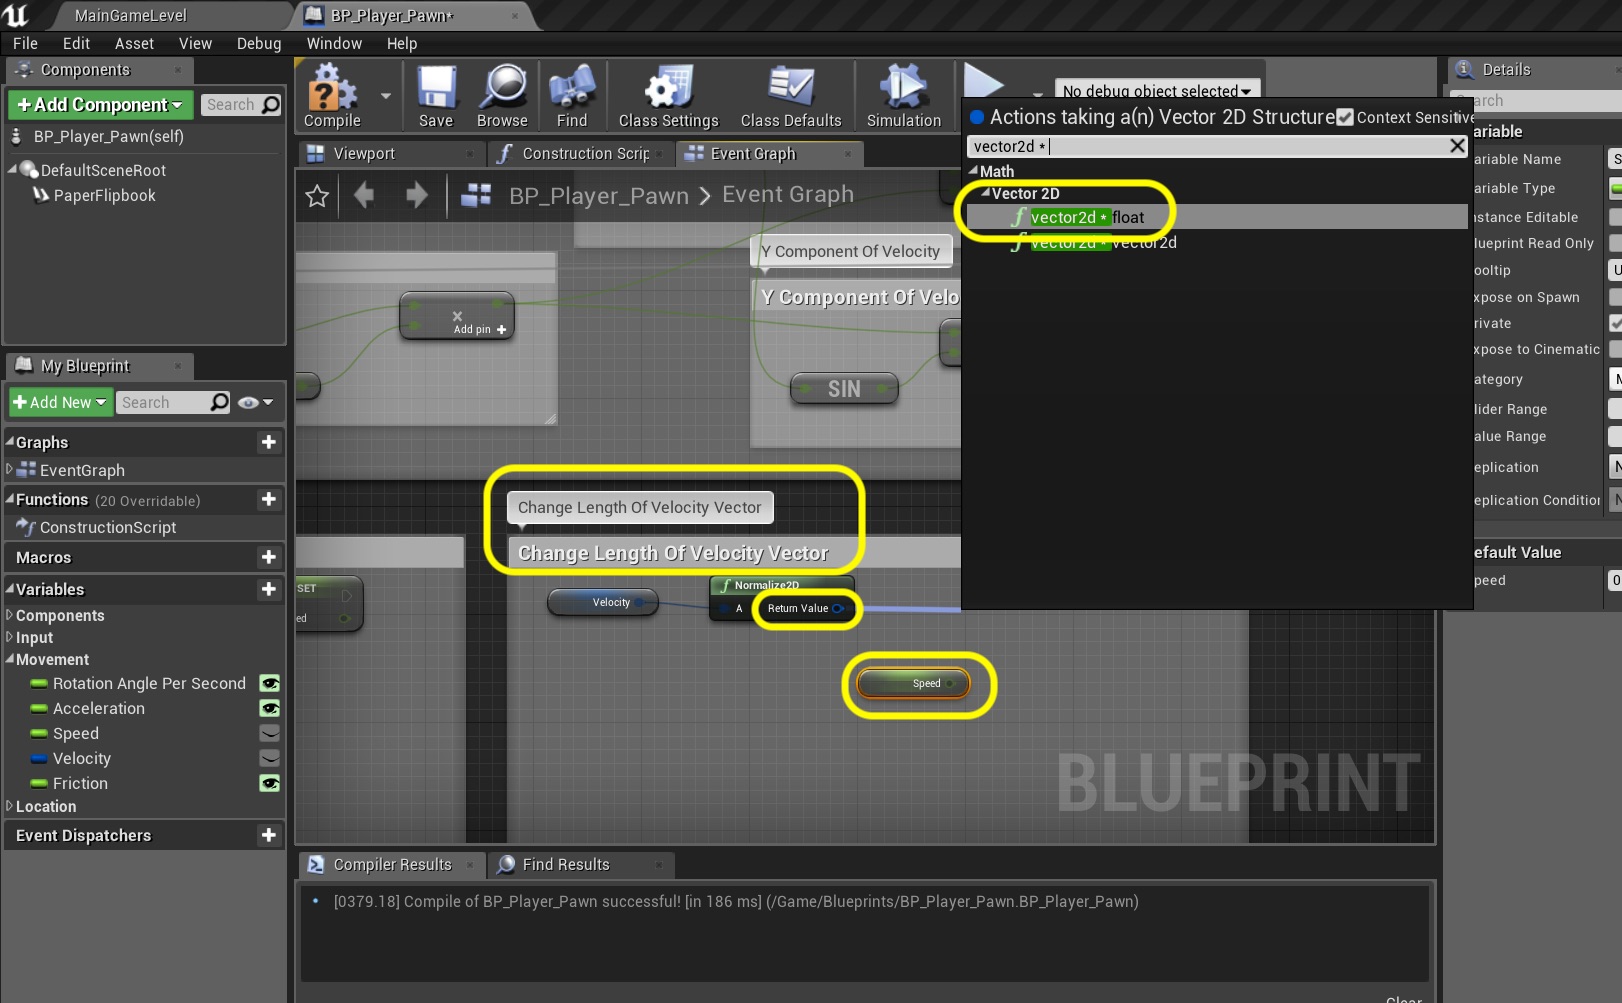 MainGameLevel
BP_Player_Pawn*
File Edit Asset View Debug Window Help
Components
+Add Component
Search
BP_Player_Pawn(self)
DefaultSceneRoot
PaperFlipbook
My Blueprint
+Add New
Search
Graphs
EventGraph
Functions (20 Overridable)
ConstructionScript
Macros
Variables
Components
Input
Movement
Rotation Angle Per Second
Acceleration
Speed
Velocity
Friction
Location
Event Dispatchers
Compile
Save
Browse
Find
Class Settings
Class Defaults
Simulation
No debug object selected
Viewport
Construction Scrip
Event Graph
BP_Player_Pawn > Event Graph
Y Component Of Velocity
Y Component Of Velo
×
Add pin +
SIN
Change Length Of Velocity Vector
Change Length Of Velocity Vector
SET
ed
Velocity
f Normalize2D
A
Return Value
Speed
BLUEPRINT
Actions taking a(n) Vector 2D Structure
Context Sensitive
vector2d *
Math
Vector 2D
f vector2d * float
f vector2d * vector2d
Details
earch
ariable
ariable Name
S
ariable Type
nstance Editable
lueprint Read Only
ooltip
U
xpose on Spawn
rivate
xpose to Cinematic
ategory
M
lider Range
alue Range
eplication
N
eplication Conditior
N
efault Value
peed
0
Compiler Results
Find Results
[0379.18] Compile of BP_Player_Pawn successful! [in 186 ms] (/Game/Blueprints/BP_Player_Pawn.BP_Player_Pawn)
Clear